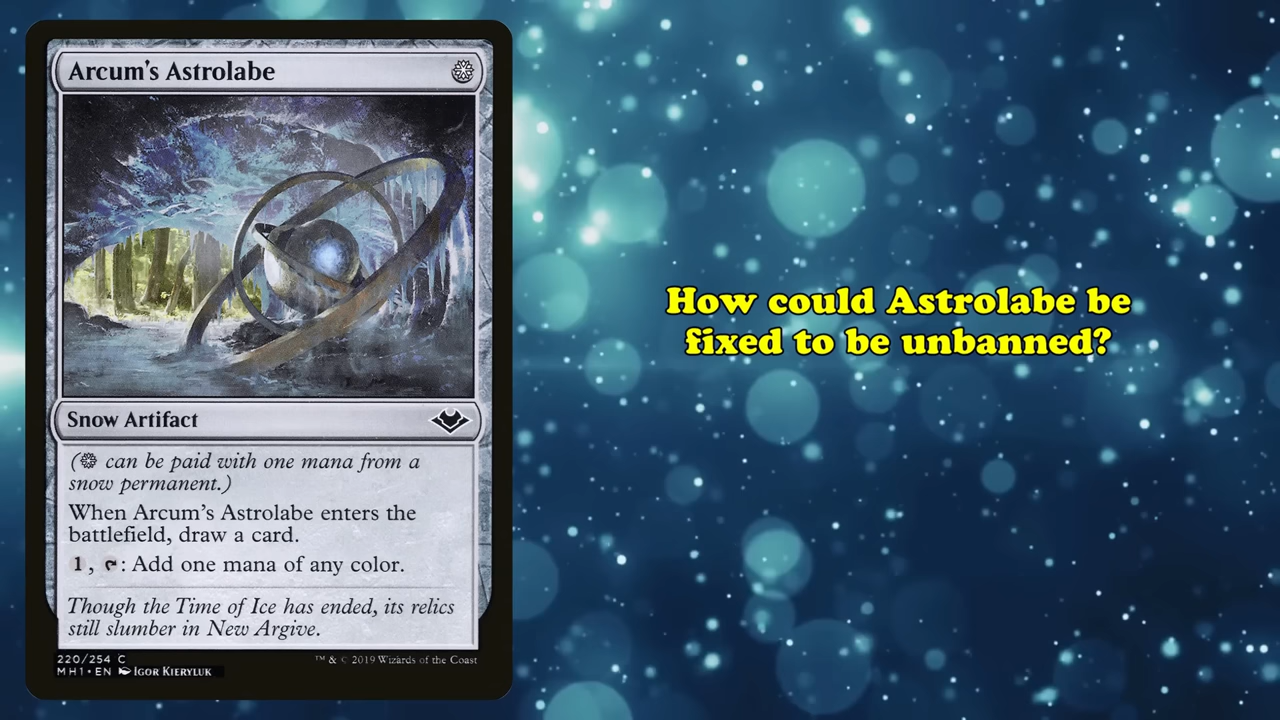 Arcum's Astrolabe
Snow Artifact
( can be paid with one mana from a
snow permanent.)
When Arcum's Astrolabe enters the
battlefield, draw a card.
1, : Add one mana of any color.
Though the Time of Ice has ended, its relics
still slumber in New Argive.
220/254 C
MH1 • EN Igor Kieryluk
™ & © 2019 Wizards of the Coast
How could Astrolabe be
fixed to be unbanned?